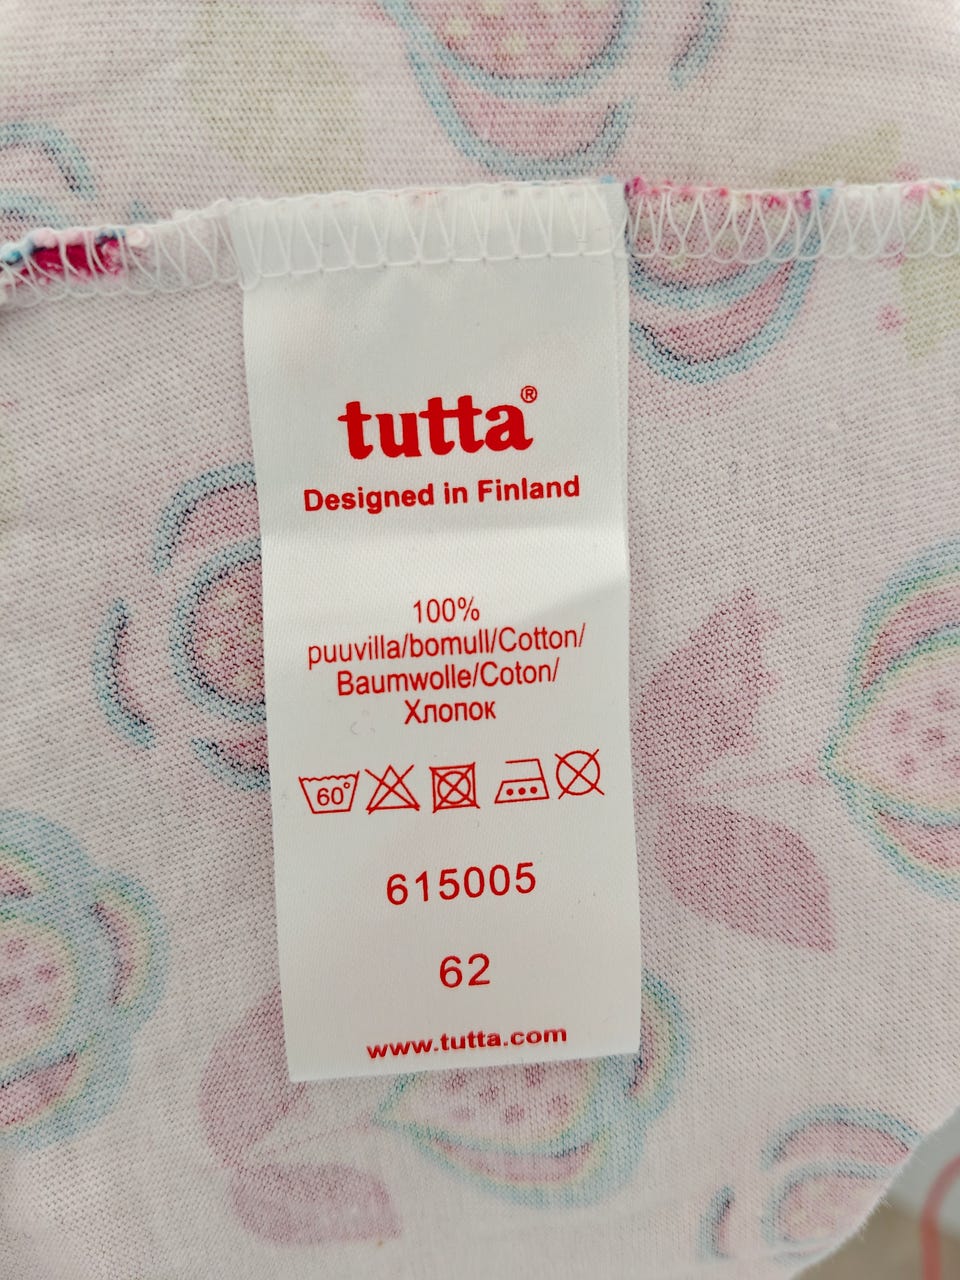 tutta®
Designed in Finland
100%
puuvilla/bomull/Cotton/
Baumwolle/Coton/
Хлопок
60°
615005
62
www.tutta.com